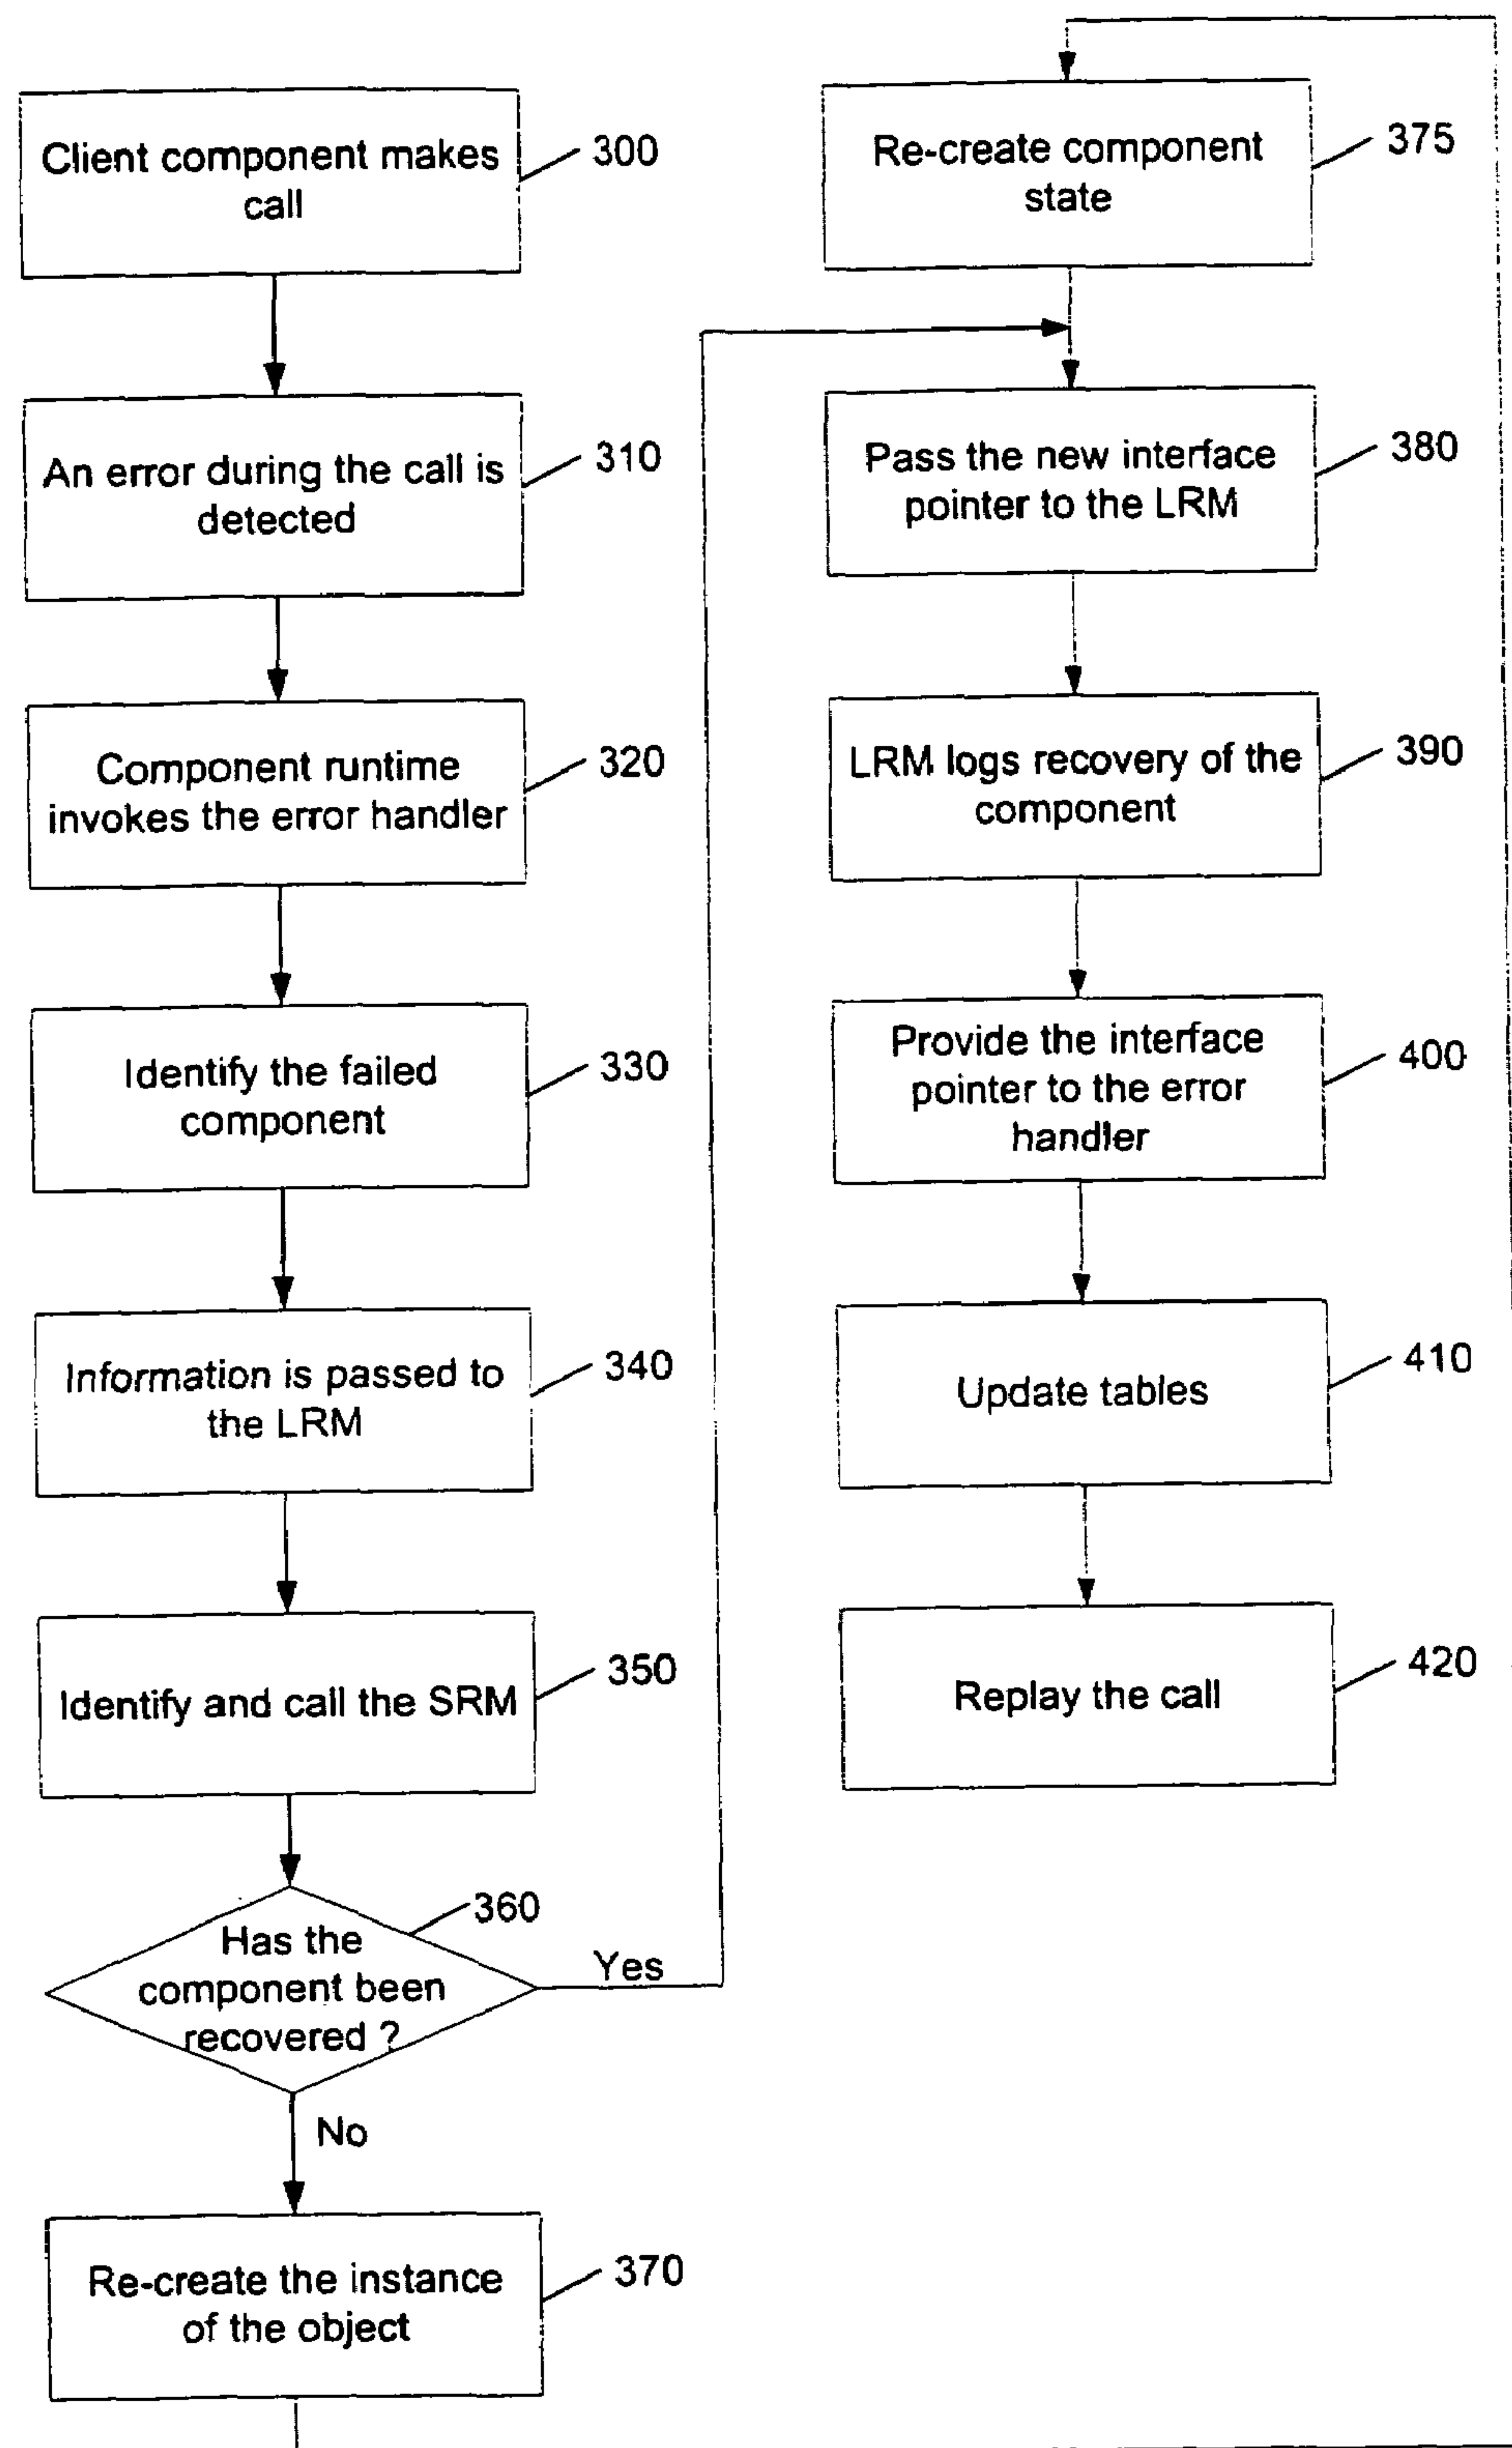 Client component makes
call
300
An error during the call is
detected
310
Component runtime
invokes the error handler
320
Identify the failed
component
330
Information is passed to
the LRM
340
Identify and call the SRM
350
Has the
component been
recovered ?
360
Yes
No
Re-create the instance
of the object
370
Re-create component
state
375
Pass the new interface
pointer to the LRM
380
LRM logs recovery of the
component
390
Provide the interface
pointer to the error
handler
400
Update tables
410
Replay the call
420